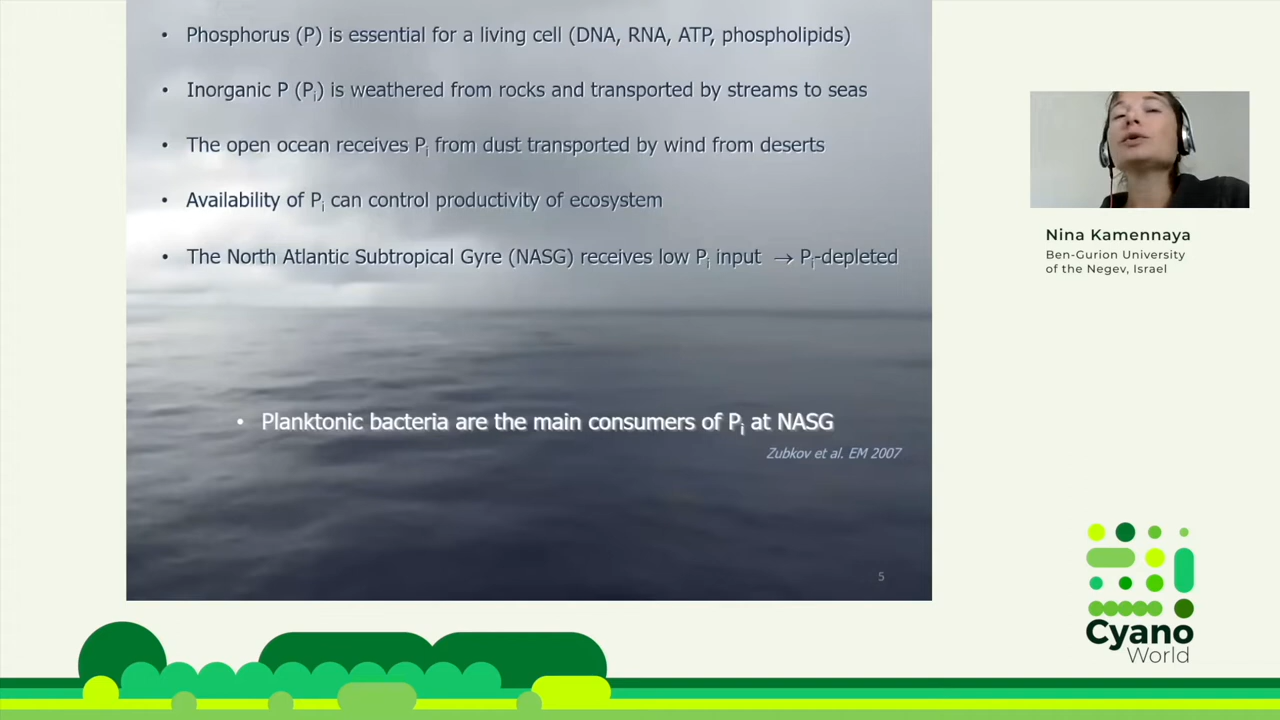 • Phosphorus (P) is essential for a living cell (DNA, RNA, ATP, phospholipids)
• Inorganic P (Pi) is weathered from rocks and transported by streams to seas
• The open ocean receives Pi from dust transported by wind from deserts
• Availability of Pi can control productivity of ecosystem
• The North Atlantic Subtropical Gyre (NASG) receives low Pi input → Pi-depleted
• Planktonic bacteria are the main consumers of Pi at NASG
Zubkov et al. EM 2007
5
Nina Kamennaya
Ben-Gurion University
of the Negev, Israel
Cyano
World